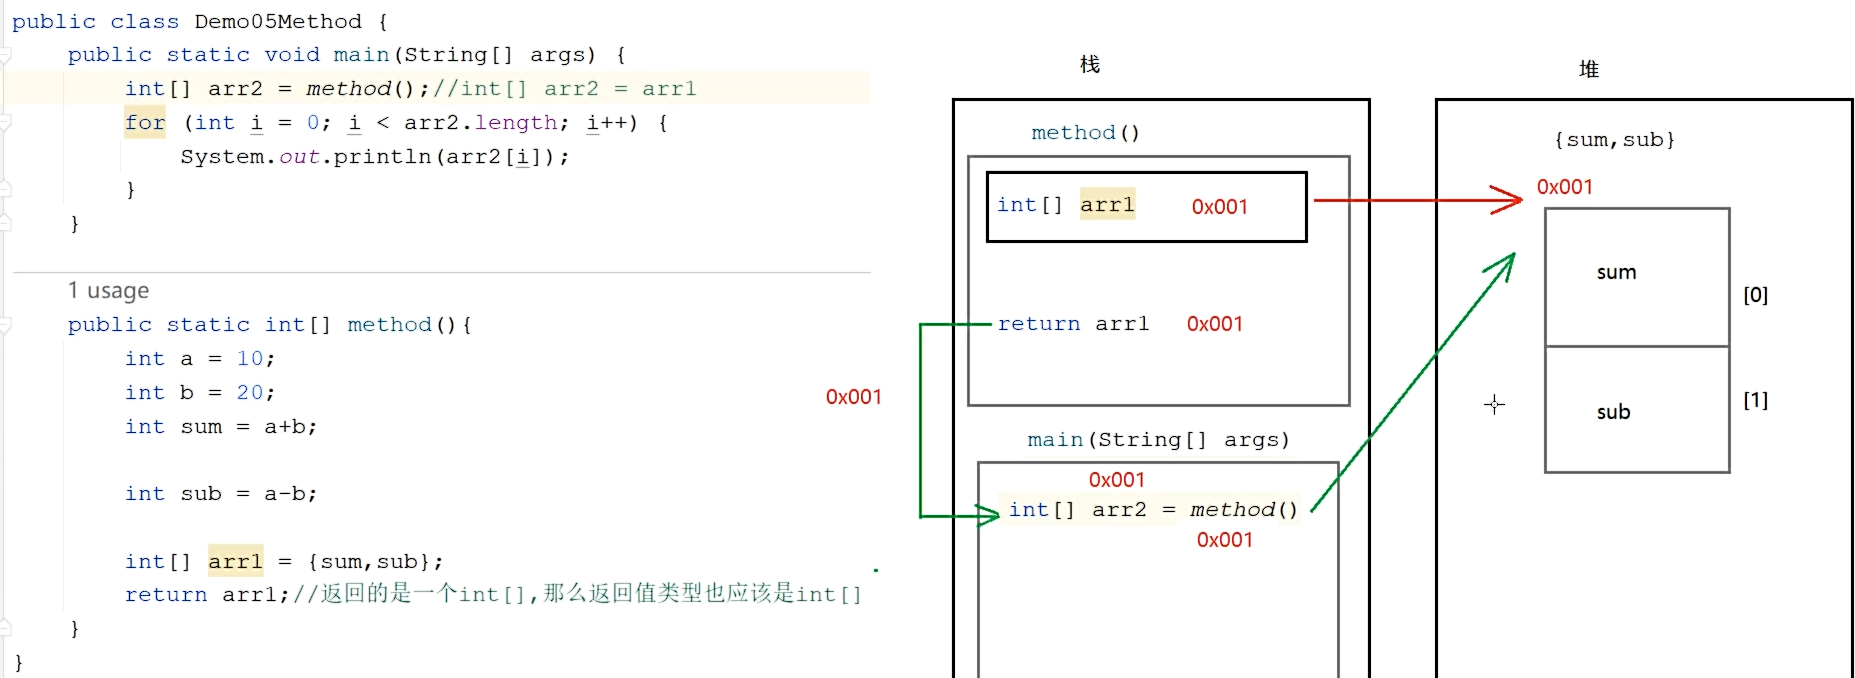 public class Demo05Method {
public static void main(String[] args) {
int[] arr2 = method();//int[] arr2 = arr1
for (int i = 0; i < arr2.length; i++) {
System.out.println(arr2[i]);
}
}
1 usage
public static int[] method(){
int a = 10;
int b = 20;
int sum = a+b;
int sub = a-b;
int[] arr1 = {sum,sub};
return arr1;//返回的是一个int[],那么返回值类型也应该是int[]
}
}
栈
method()
int[] arr1 0x001
return arr1 0x001
0x001
main(String[] args)
0x001
int[] arr2 = method()
0x001
堆
{sum,sub}
0x001
sum
[0]
sub
[1]